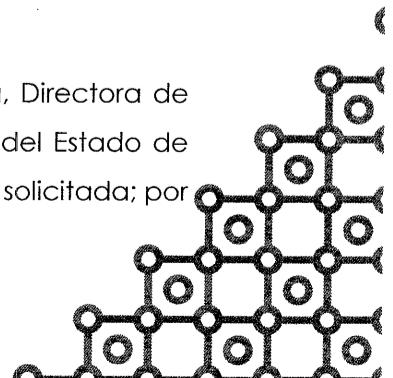 , Directora de
del Estado de
solicitada; por